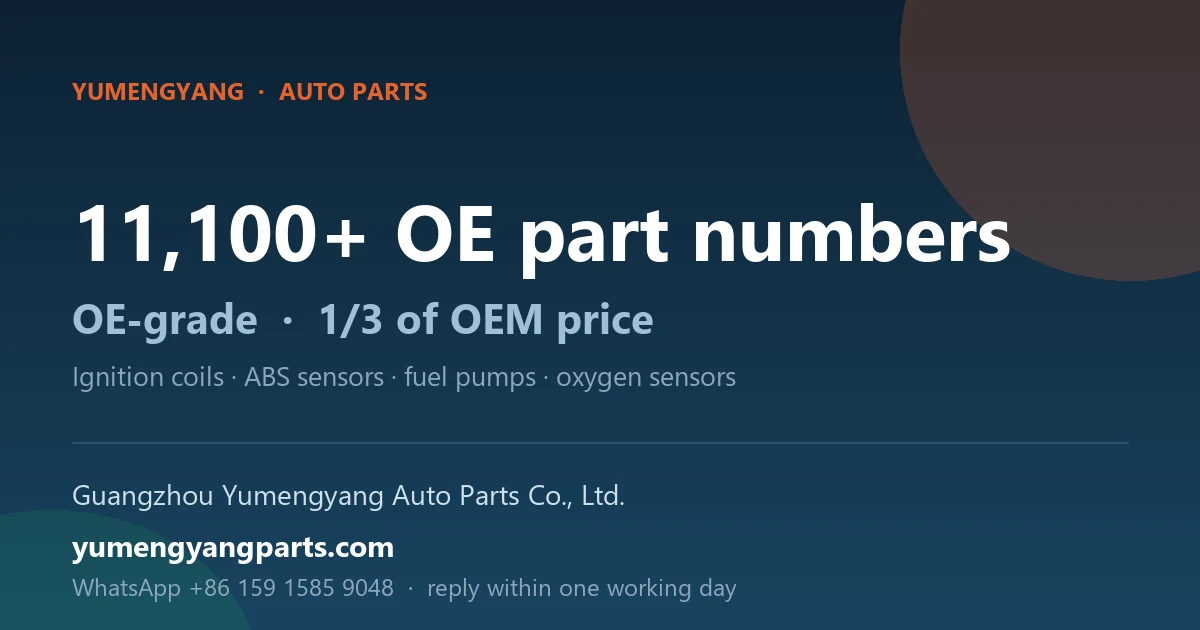 YUMENGYANG · AUTO PARTS
11,100+ OE part numbers
OE-grade · 1/3 of OEM price
Ignition coils · ABS sensors · fuel pumps · oxygen sensors
Guangzhou Yumengyang Auto Parts Co., Ltd.
yumengyangparts.com
WhatsApp +86 159 1585 9048 · reply within one working day